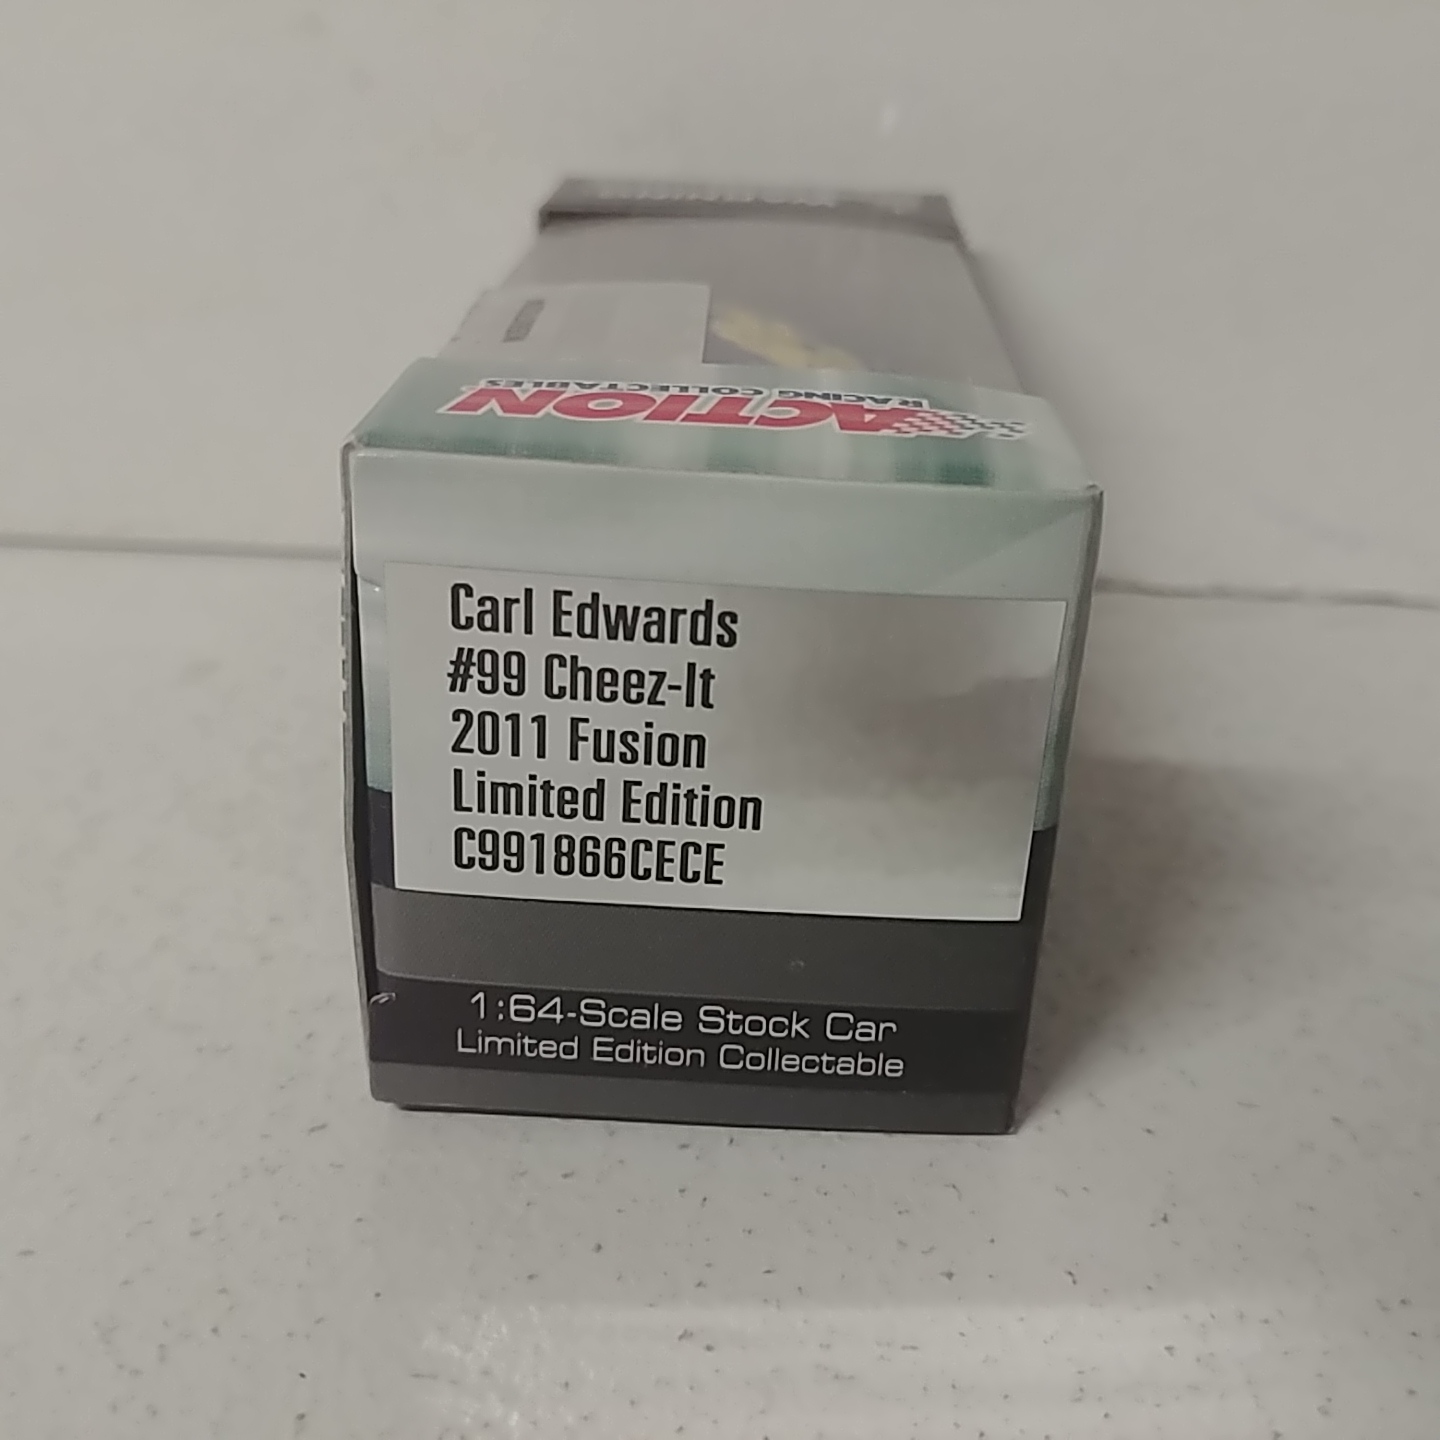 ACTION
RACING COLLECTABLES
Carl Edwards
#99 Cheez-It
2011 Fusion
Limited Edition
C991866CECE
1:64-Scale Stock Car
Limited Edition Collectable